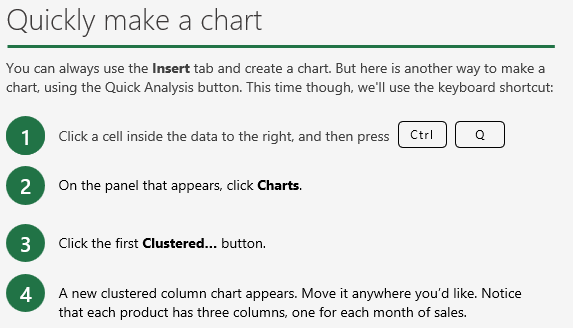 Quickly make a chart
You can always use the Insert tab and create a chart. But here is another way to make a
chart, using the Quick Analysis button. This time though, we'll use the keyboard shortcut:
1 Click a cell inside the data to the right, and then press Ctrl Q
2 On the panel that appears, click Charts.
3 Click the first Clustered... button.
4 A new clustered column chart appears. Move it anywhere you'd like. Notice
that each product has three columns, one for each month of sales.